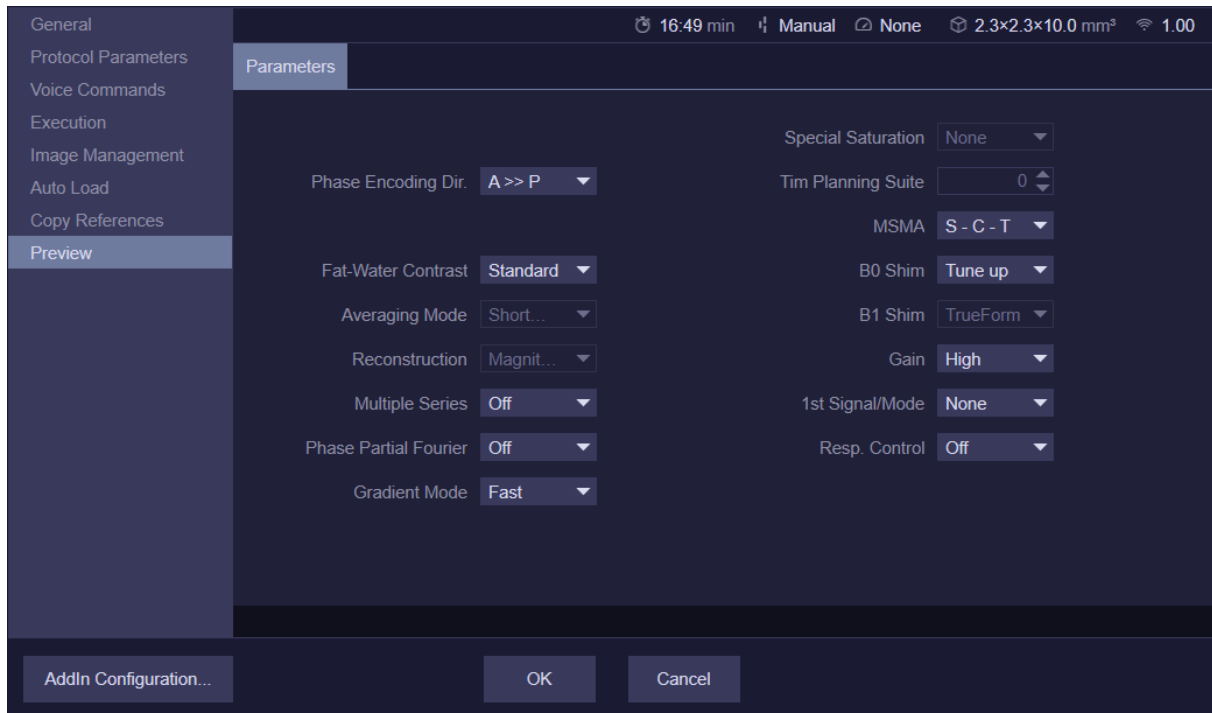 General
Protocol Parameters
Voice Commands
Execution
Image Management
Auto Load
Copy References
Preview
16:49 min Manual None 2.3×2.3×10.0 mm³ 1.00
Parameters
Special Saturation None
Phase Encoding Dir. A >> P
Tim Planning Suite 0
MSMA S - C - T
Fat-Water Contrast Standard
B0 Shim Tune up
Averaging Mode Short...
B1 Shim TrueForm
Reconstruction Magnit...
Gain High
Multiple Series Off
1st Signal/Mode None
Phase Partial Fourier Off
Resp. Control Off
Gradient Mode Fast
AddIn Configuration...
OK
Cancel